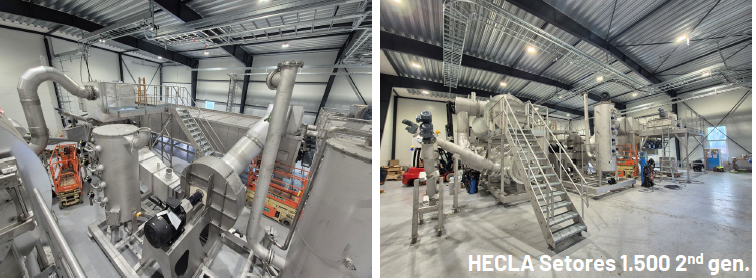 HECLA Setores 1.500 2nd gen.